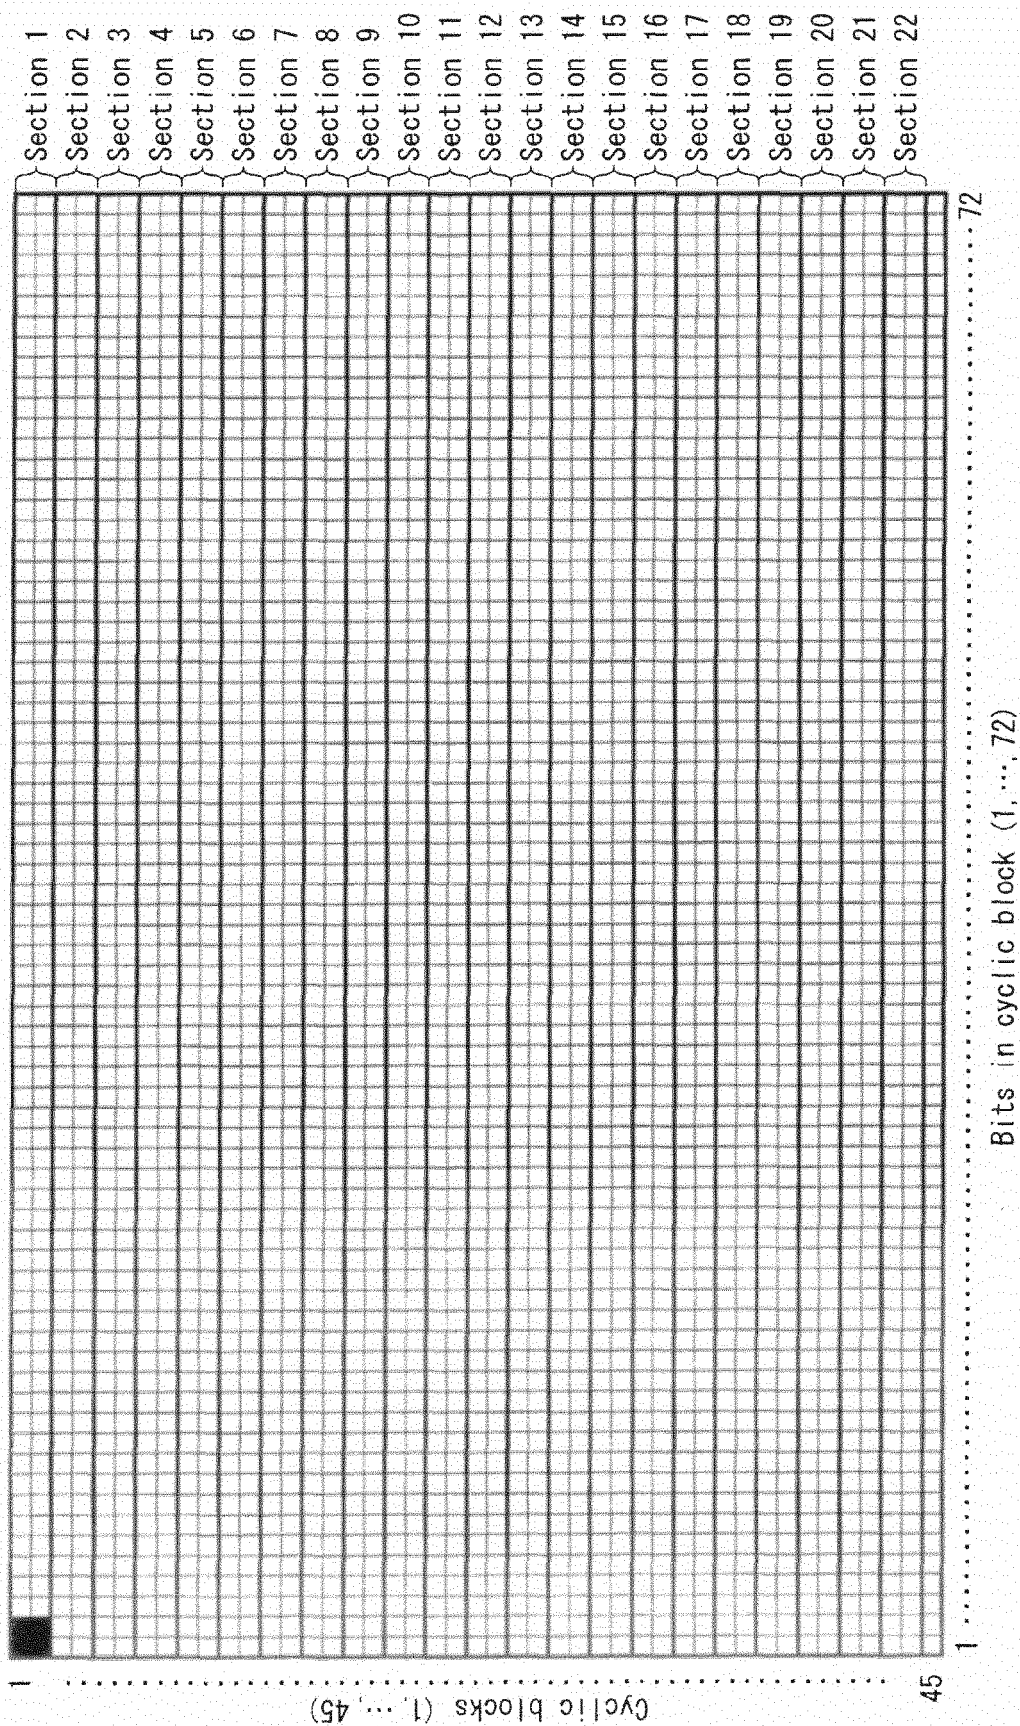 Section 1
Section 2
Section 3
Section 4
Section 5
Section 6
Section 7
Section 8
Section 9
Section 10
Section 11
Section 12
Section 13
Section 14
Section 15
Section 16
Section 17
Section 18
Section 19
Section 20
Section 21
Section 22
1
Cyclic blocks (1, ···, 45)
45
1
72
Bits in cyclic block (1, ···, 72)